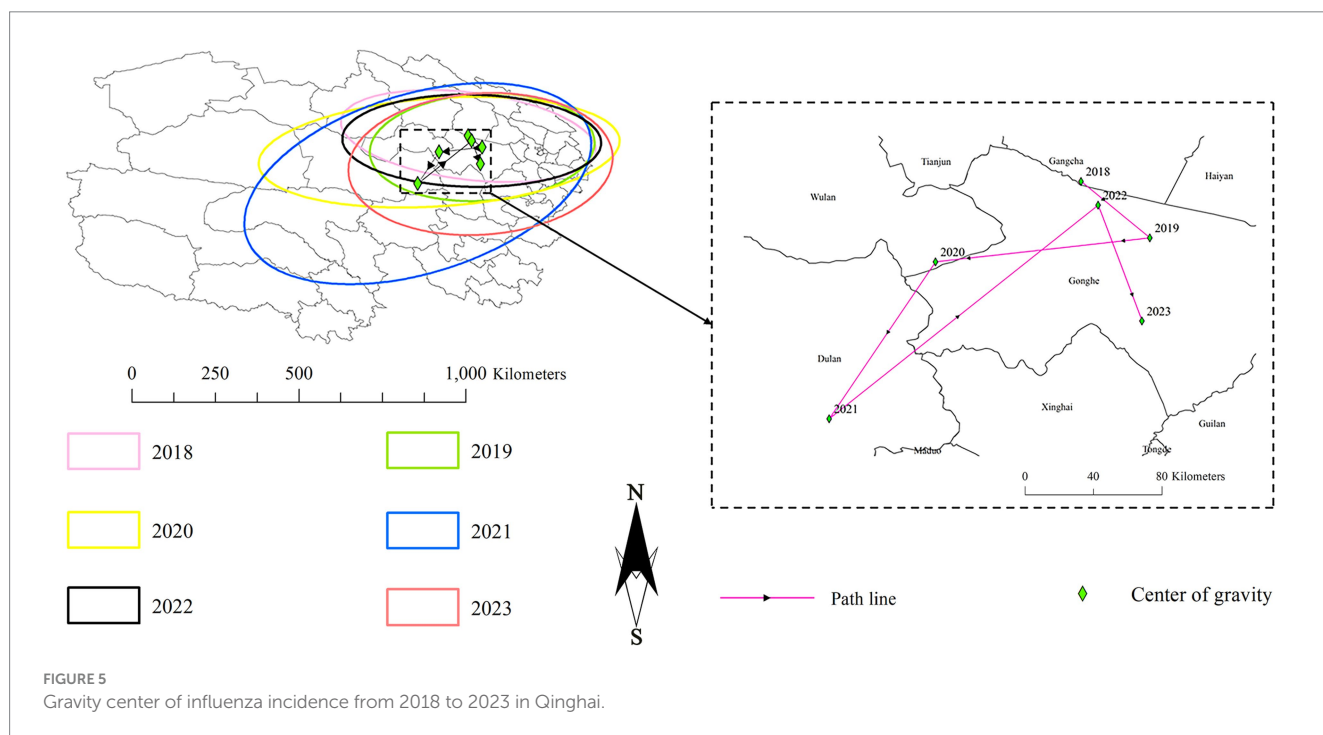 0 250 500 1,000 Kilometers
2018 2019
2020 2021
2022 2023
N
S
Tianjun Gangcha
2018
Haiyan
Wulan
2022
2019
2020
Gonghe
2023
Dulan
2021
Xinghai
Guilan
Maduo Tongde
0 40 80 Kilometers
Path line Center of gravity
FIGURE 5
Gravity center of influenza incidence from 2018 to 2023 in Qinghai.